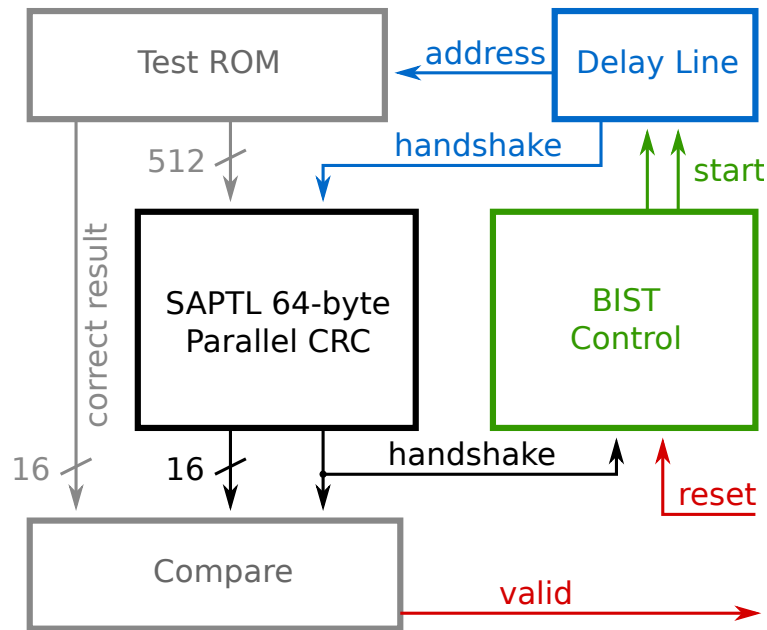 Test ROM
address
Delay Line
512
handshake
start
correct result
SAPTL 64-byte
Parallel CRC
BIST
Control
16
16
handshake
reset
Compare
valid